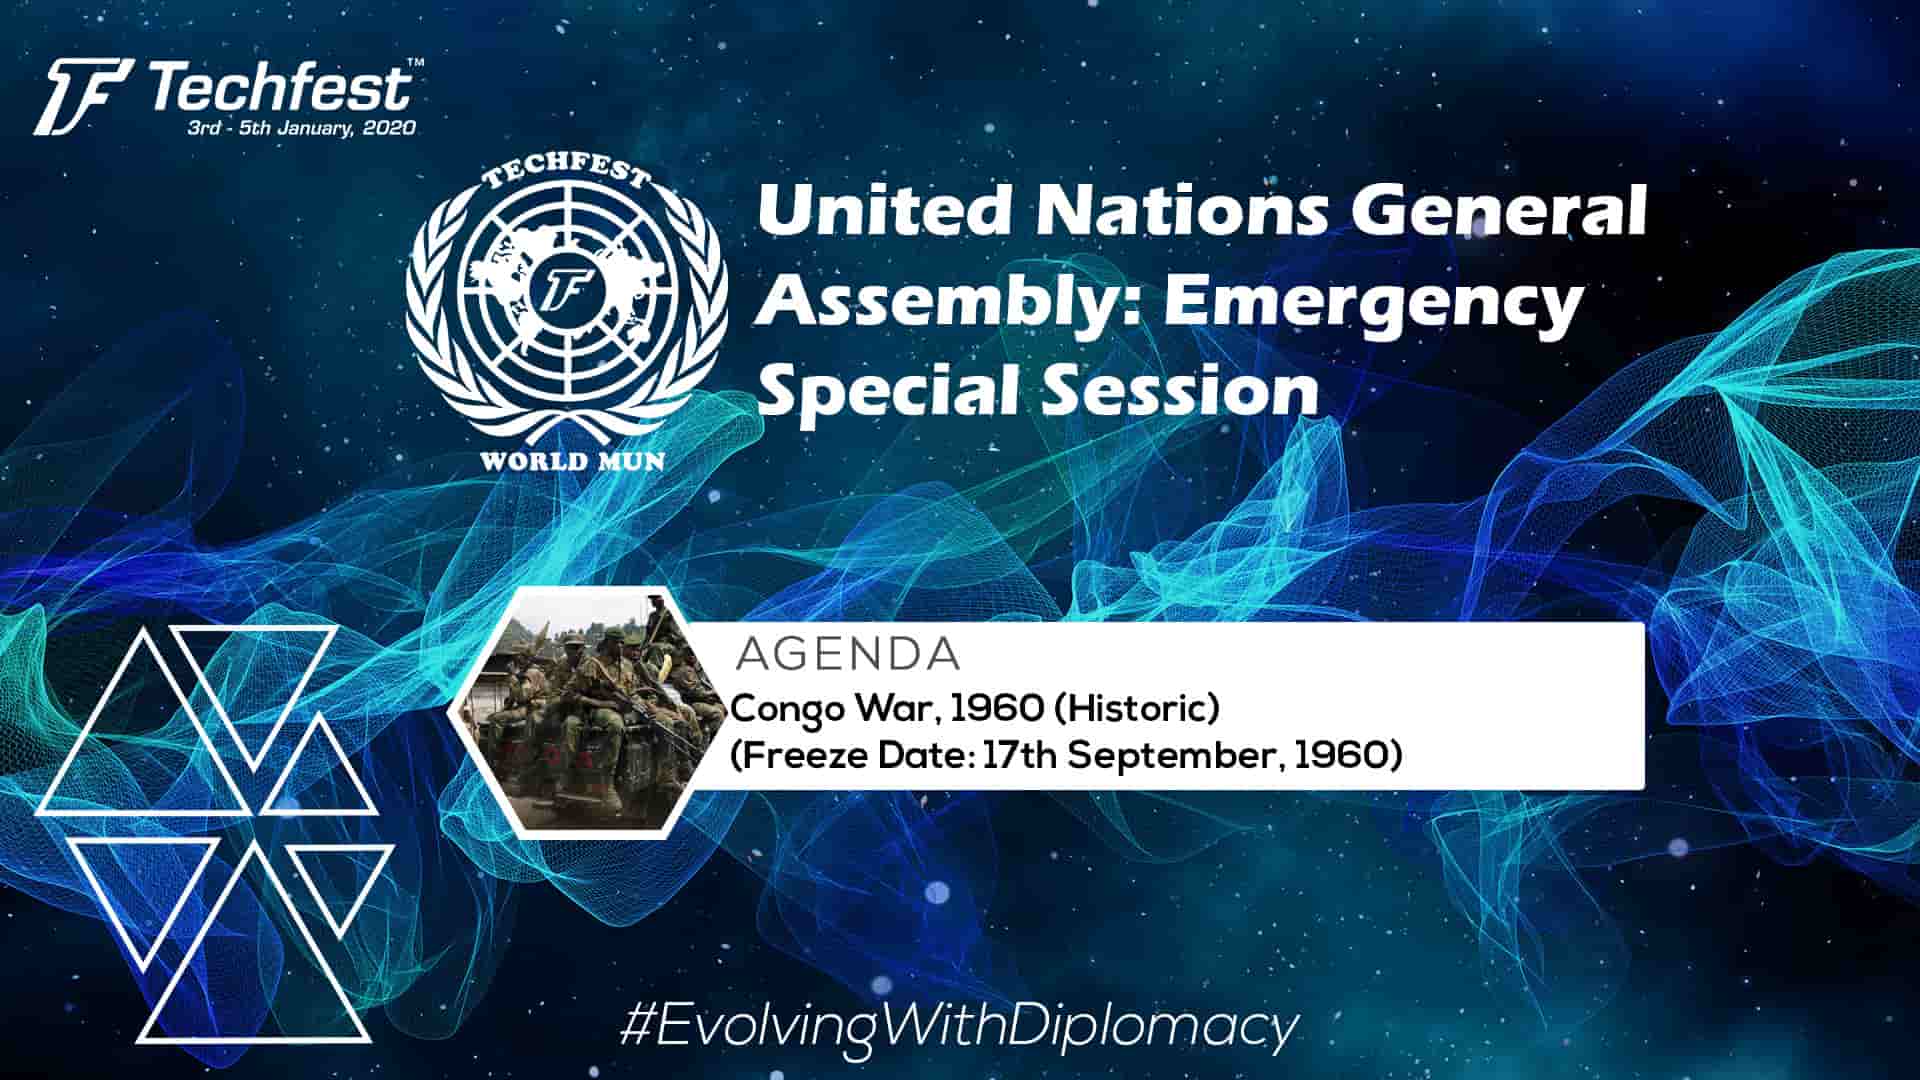 Techfest™
3rd - 5th January, 2020
TECHFEST
WORLD MUN
United Nations General
Assembly: Emergency
Special Session
AGENDA
Congo War, 1960 (Historic)
(Freeze Date: 17th September, 1960)
#EvolvingWithDiplomacy